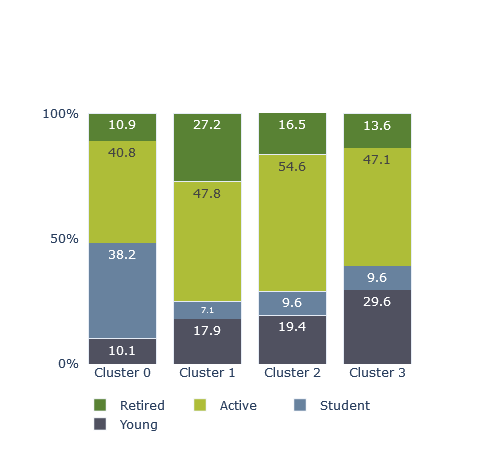 100%
10.9 27.2 16.5 13.6
40.8 47.8 54.6 47.1
50%
38.2 7.1 9.6 9.6
10.1 17.9 19.4 29.6
0%
Cluster 0 Cluster 1 Cluster 2 Cluster 3
Retired Active Student
Young